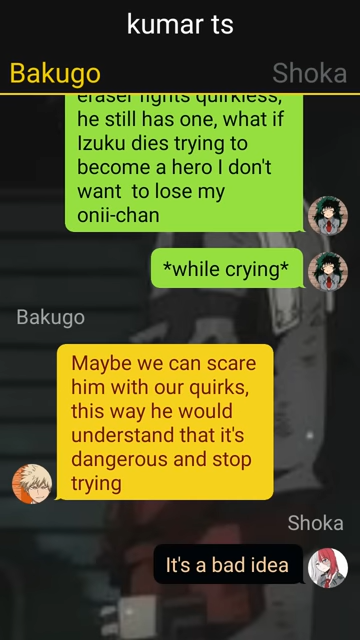 kumar ts
Bakugo Shoka
eraser fights quirkless,
he still has one, what if
Izuku dies trying to
become a hero I don't
want  to lose my
onii-chan
*while crying*
Bakugo
Maybe we can scare
him with our quirks,
this way he would
understand that it's
dangerous and stop
trying
Shoka
It's a bad idea